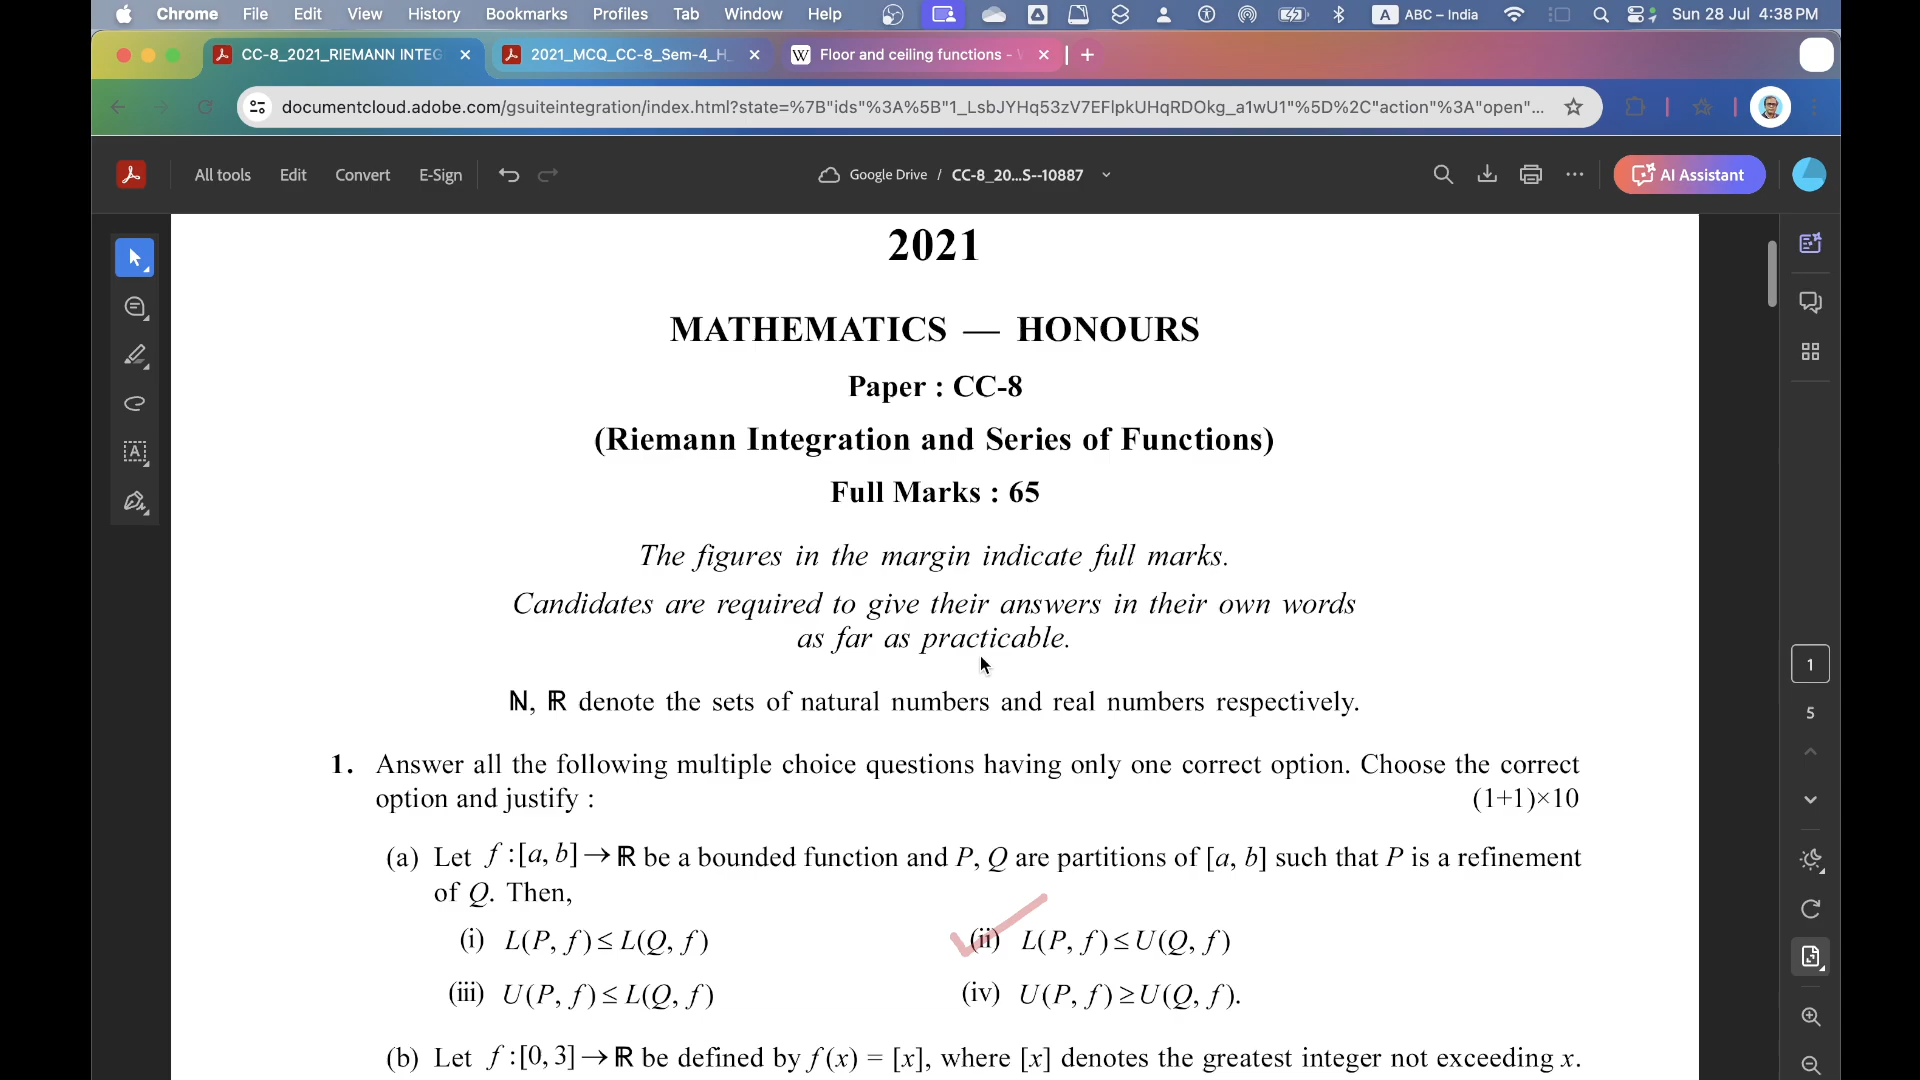 Chrome File Edit View History Bookmarks Profiles Tab Window Help A ABC – India Sun 28 Jul 4:38 PM
CC-8_2021_RIEMANN INTEG 2021_MCQ_CC-8_Sem-4_H_ W Floor and ceiling functions -
documentcloud.adobe.com/gsuiteintegration/index.html?state=%7B"ids"%3A%5B"1_LsbJYHq53zV7EFlpkUHqRDOkg_a1wU1"%5D%2C"action"%3A"open"...
All tools Edit Convert E-Sign Google Drive / CC-8_20...S--10887 AI Assistant
2021
MATHEMATICS — HONOURS
Paper : CC-8
(Riemann Integration and Series of Functions)
Full Marks : 65
The figures in the margin indicate full marks.
Candidates are required to give their answers in their own words
as far as practicable.
ℕ, ℝ denote the sets of natural numbers and real numbers respectively.
1. Answer all the following multiple choice questions having only one correct option. Choose the correct
option and justify : (1+1)×10
(a) Let f :[a, b]→ℝ be a bounded function and P, Q are partitions of [a, b] such that P is a refinement
of Q. Then,
(i) L(P, f) ≤ L(Q, f) (ii) L(P, f) ≤ U(Q, f)
(iii) U(P, f) ≤ L(Q, f) (iv) U(P, f) ≥ U(Q, f).
(b) Let f :[0, 3]→ℝ be defined by f (x) = [x], where [x] denotes the greatest integer not exceeding x.
1
5